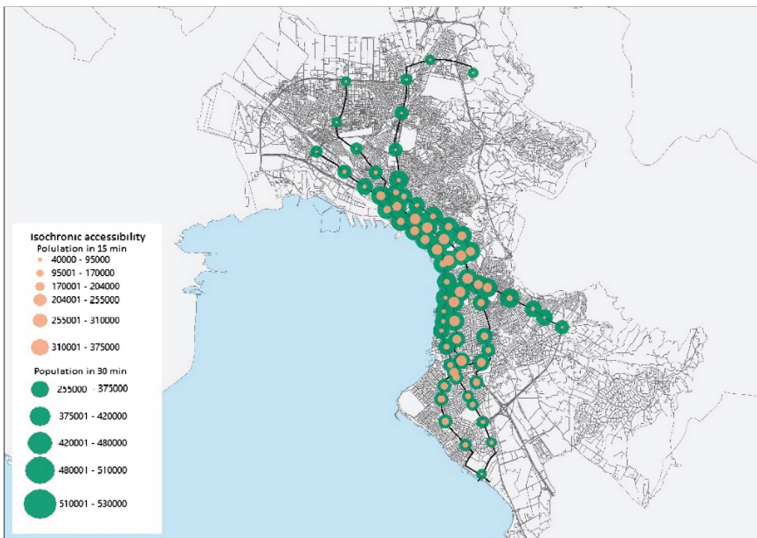 Isochronic accessibility
Polulation in 15 min
40000 - 95000
95001 - 170000
170001 - 204000
204001 - 255000
255001 - 310000
310001 - 375000
Population in 30 min
255000 - 375000
375001 - 420000
420001 - 480000
480001 - 510000
510001 - 530000